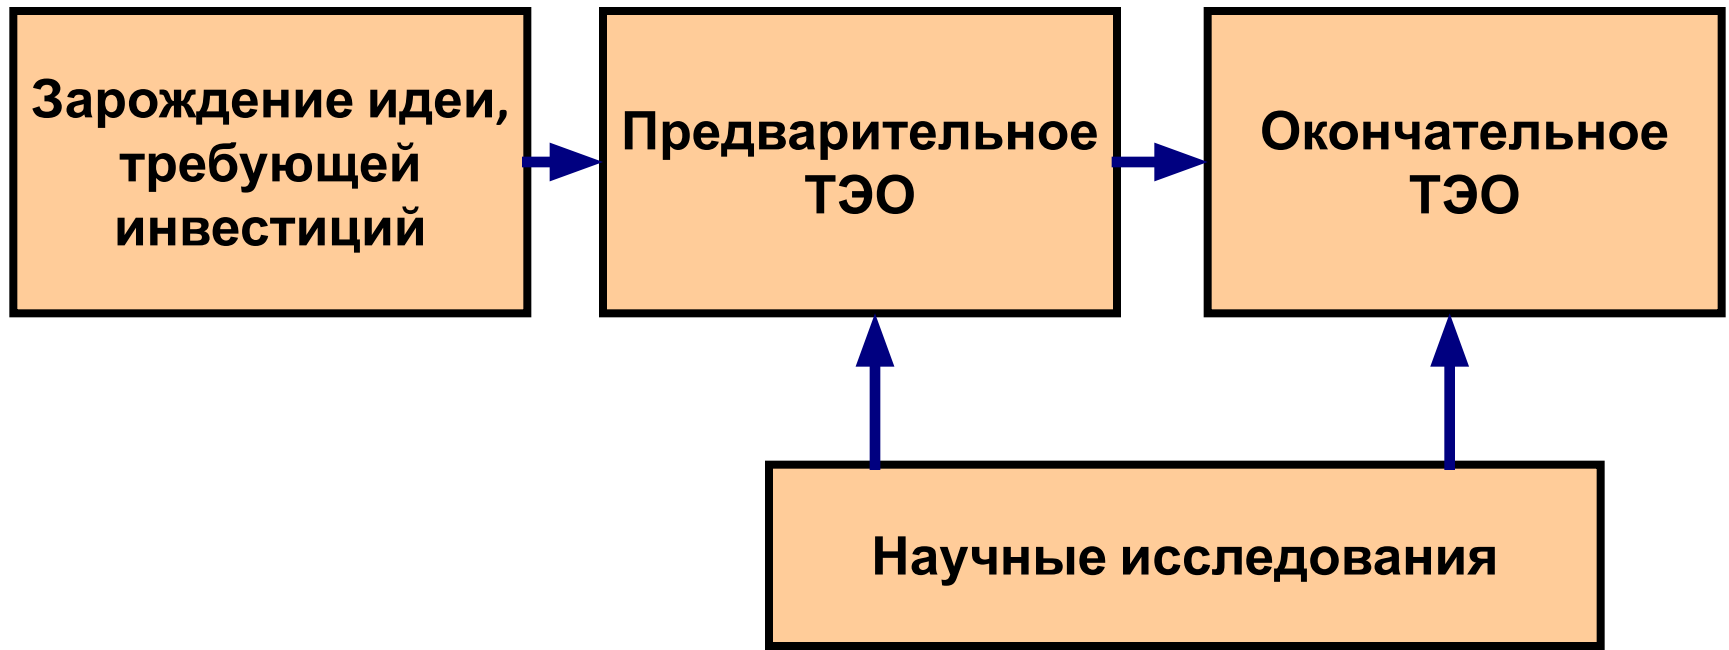 Зарождение идеи,
требующей
инвестиций
Предварительное
ТЭО
Окончательное
ТЭО
Научные исследования